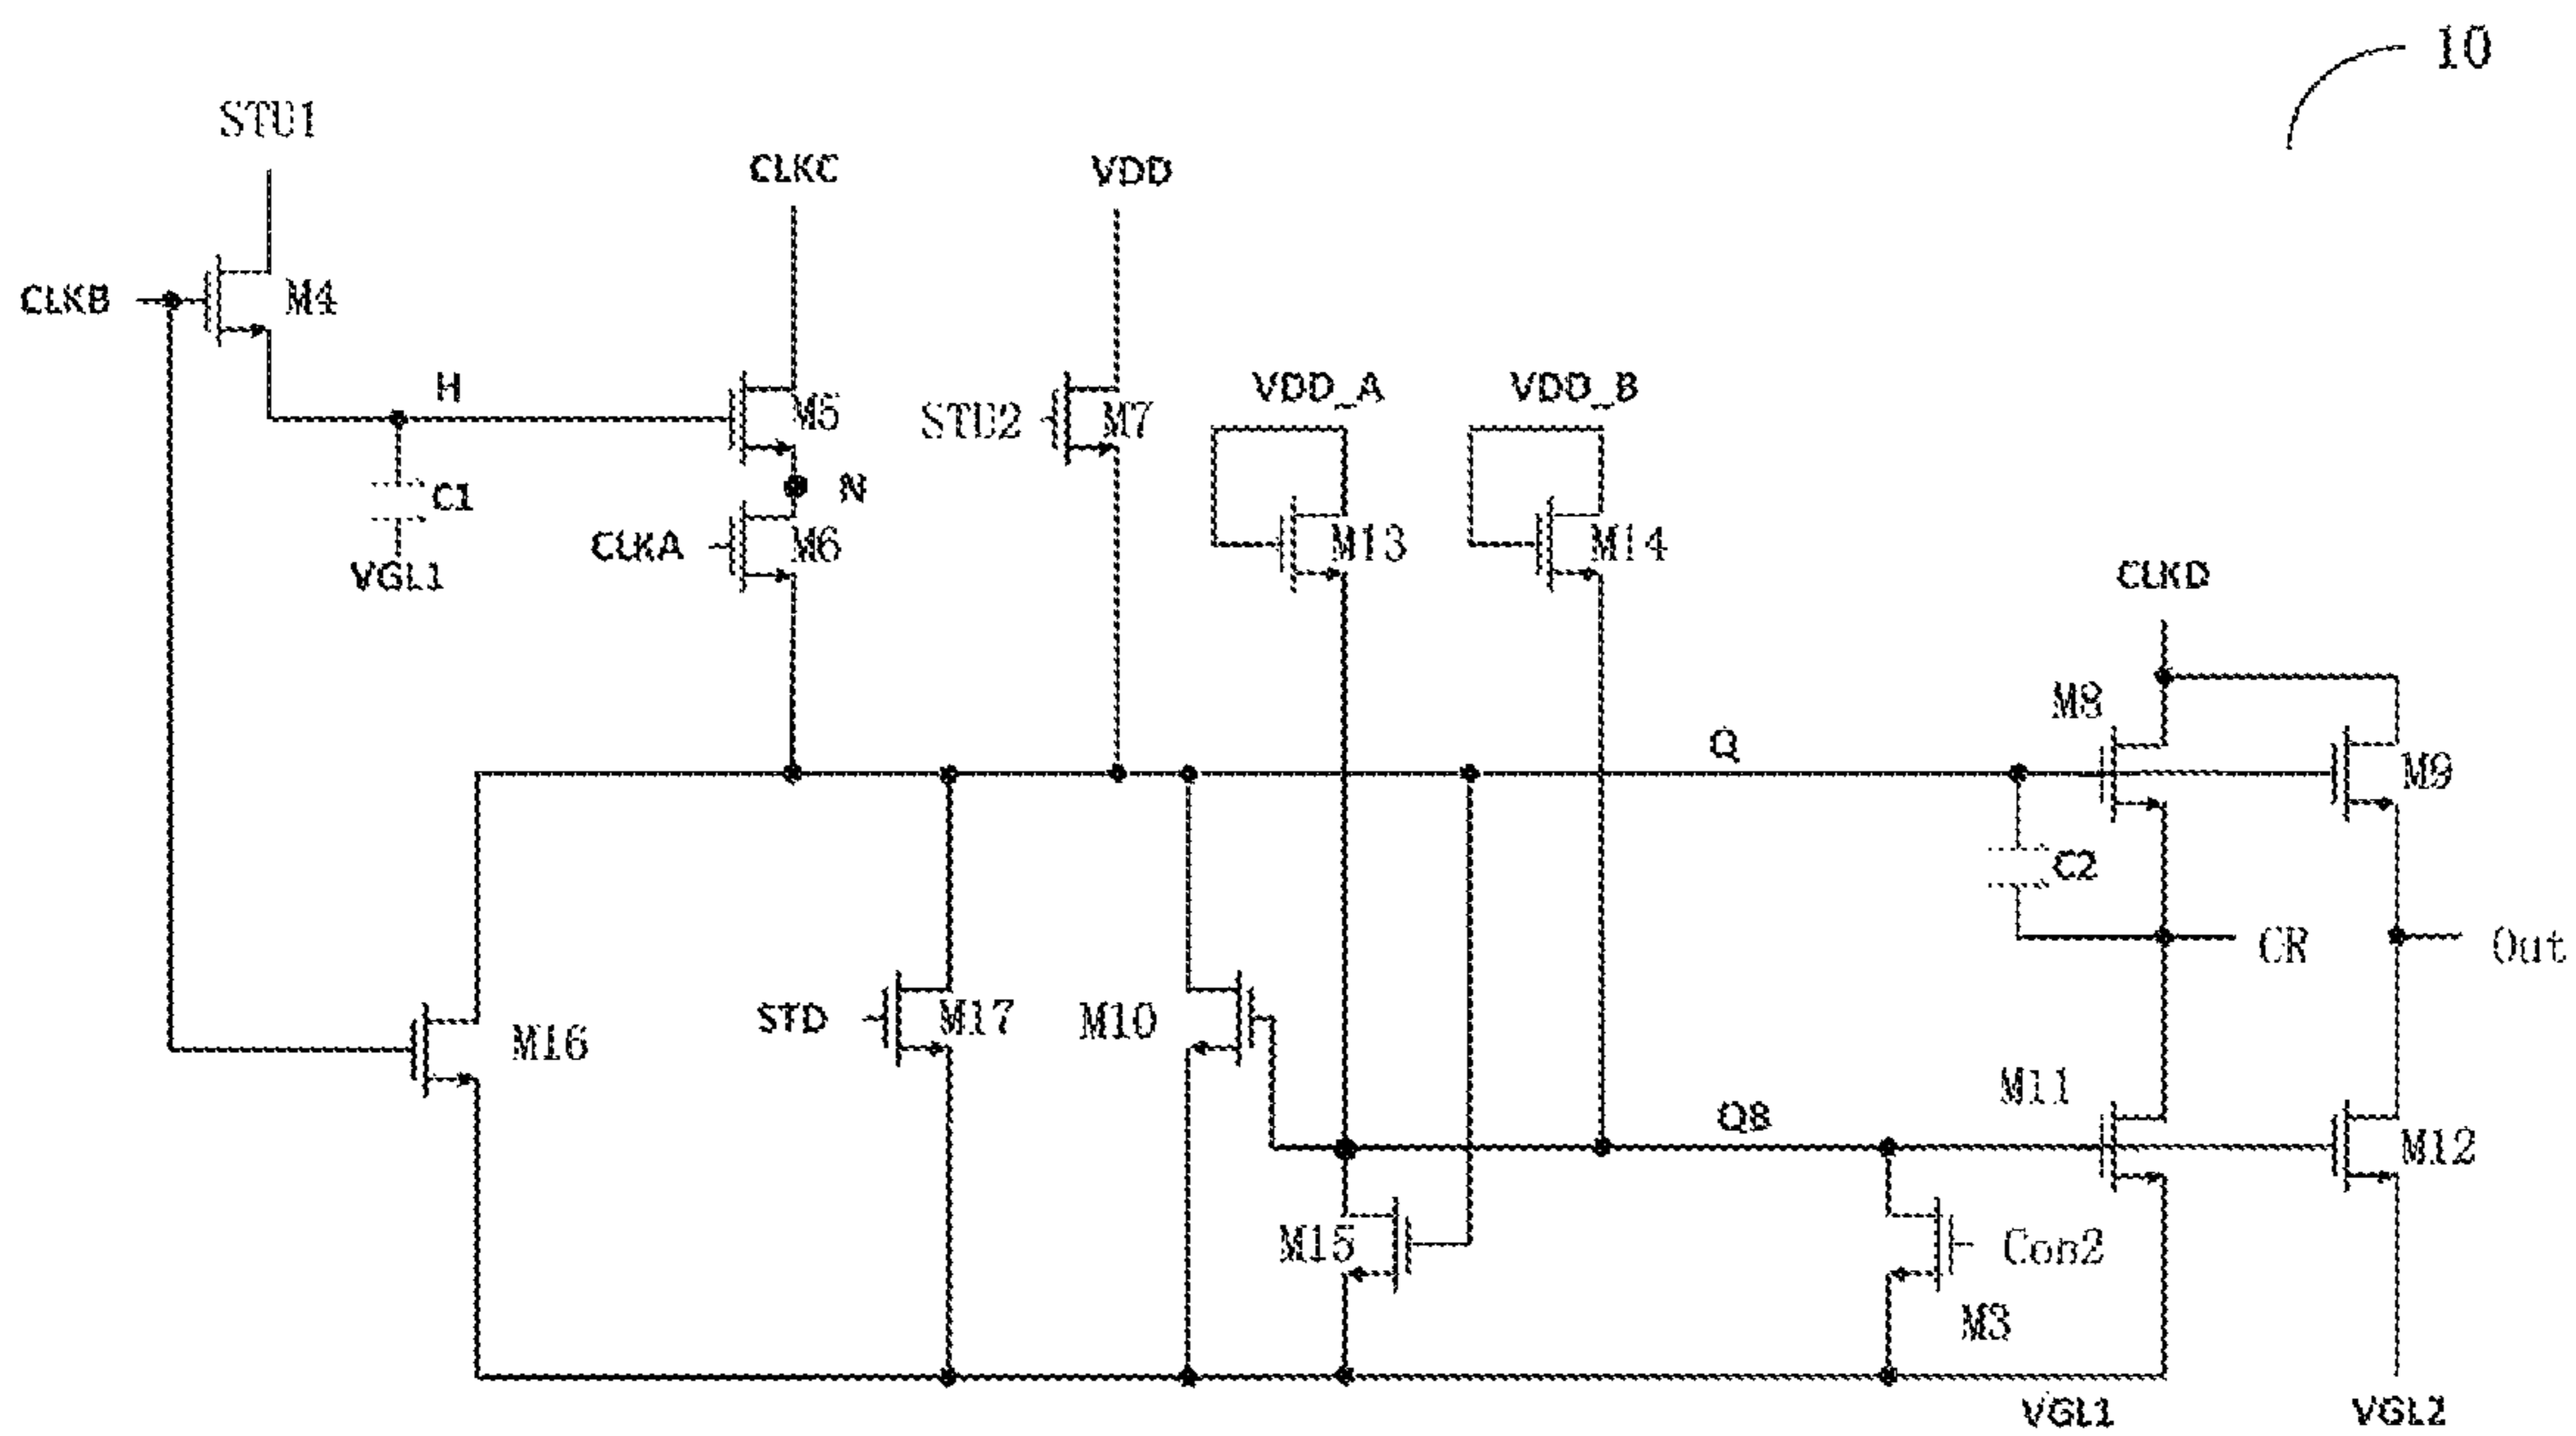 10
STU1
CLKC
VDD
CLKB
M4
H
M5
STU2
M7
VDD_A
VDD_B
C1
N
VGL1
CLKA
M6
M13
M14
CLKD
M8
Q
M9
C2
CR
Out
M16
STD
M17
M10
M11
QB
M12
M15
Con2
M3
VGL1
VGL2